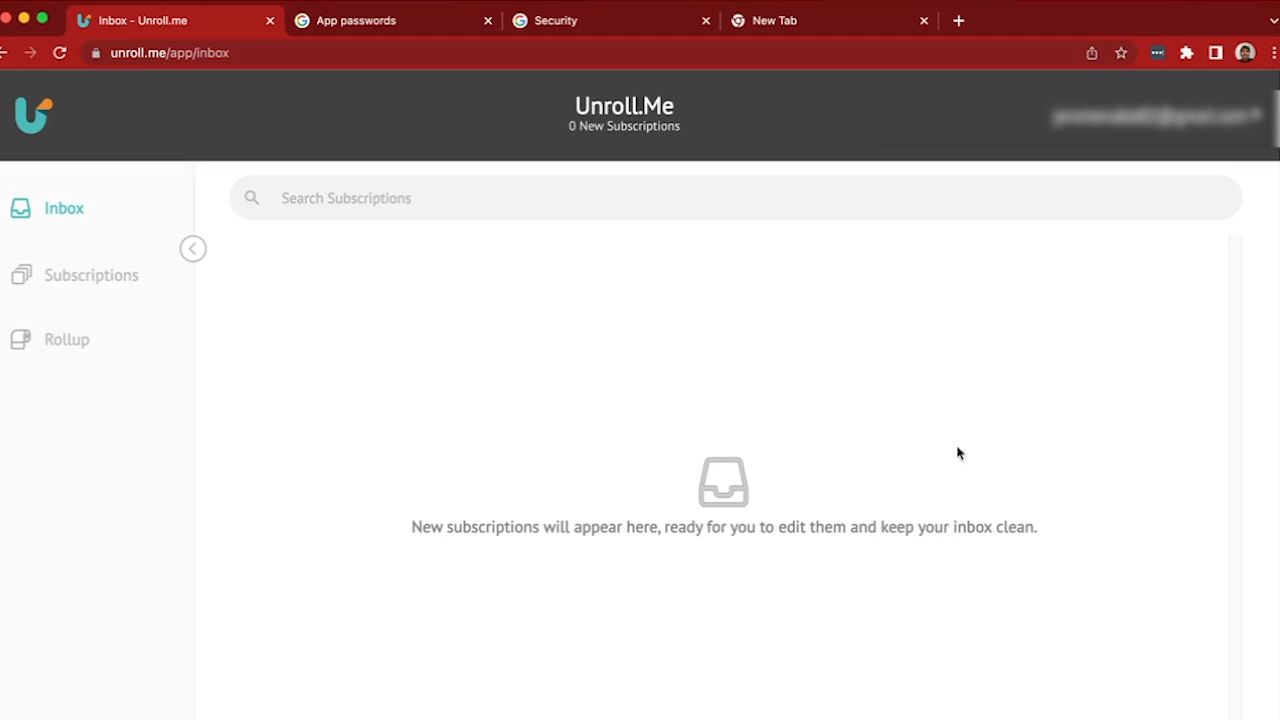 Inbox - Unroll.me
App passwords
Security
New Tab
unroll.me/app/inbox
Unroll.Me
0 New Subscriptions
Inbox
Search Subscriptions
Subscriptions
Rollup
New subscriptions will appear here, ready for you to edit them and keep your inbox clean.